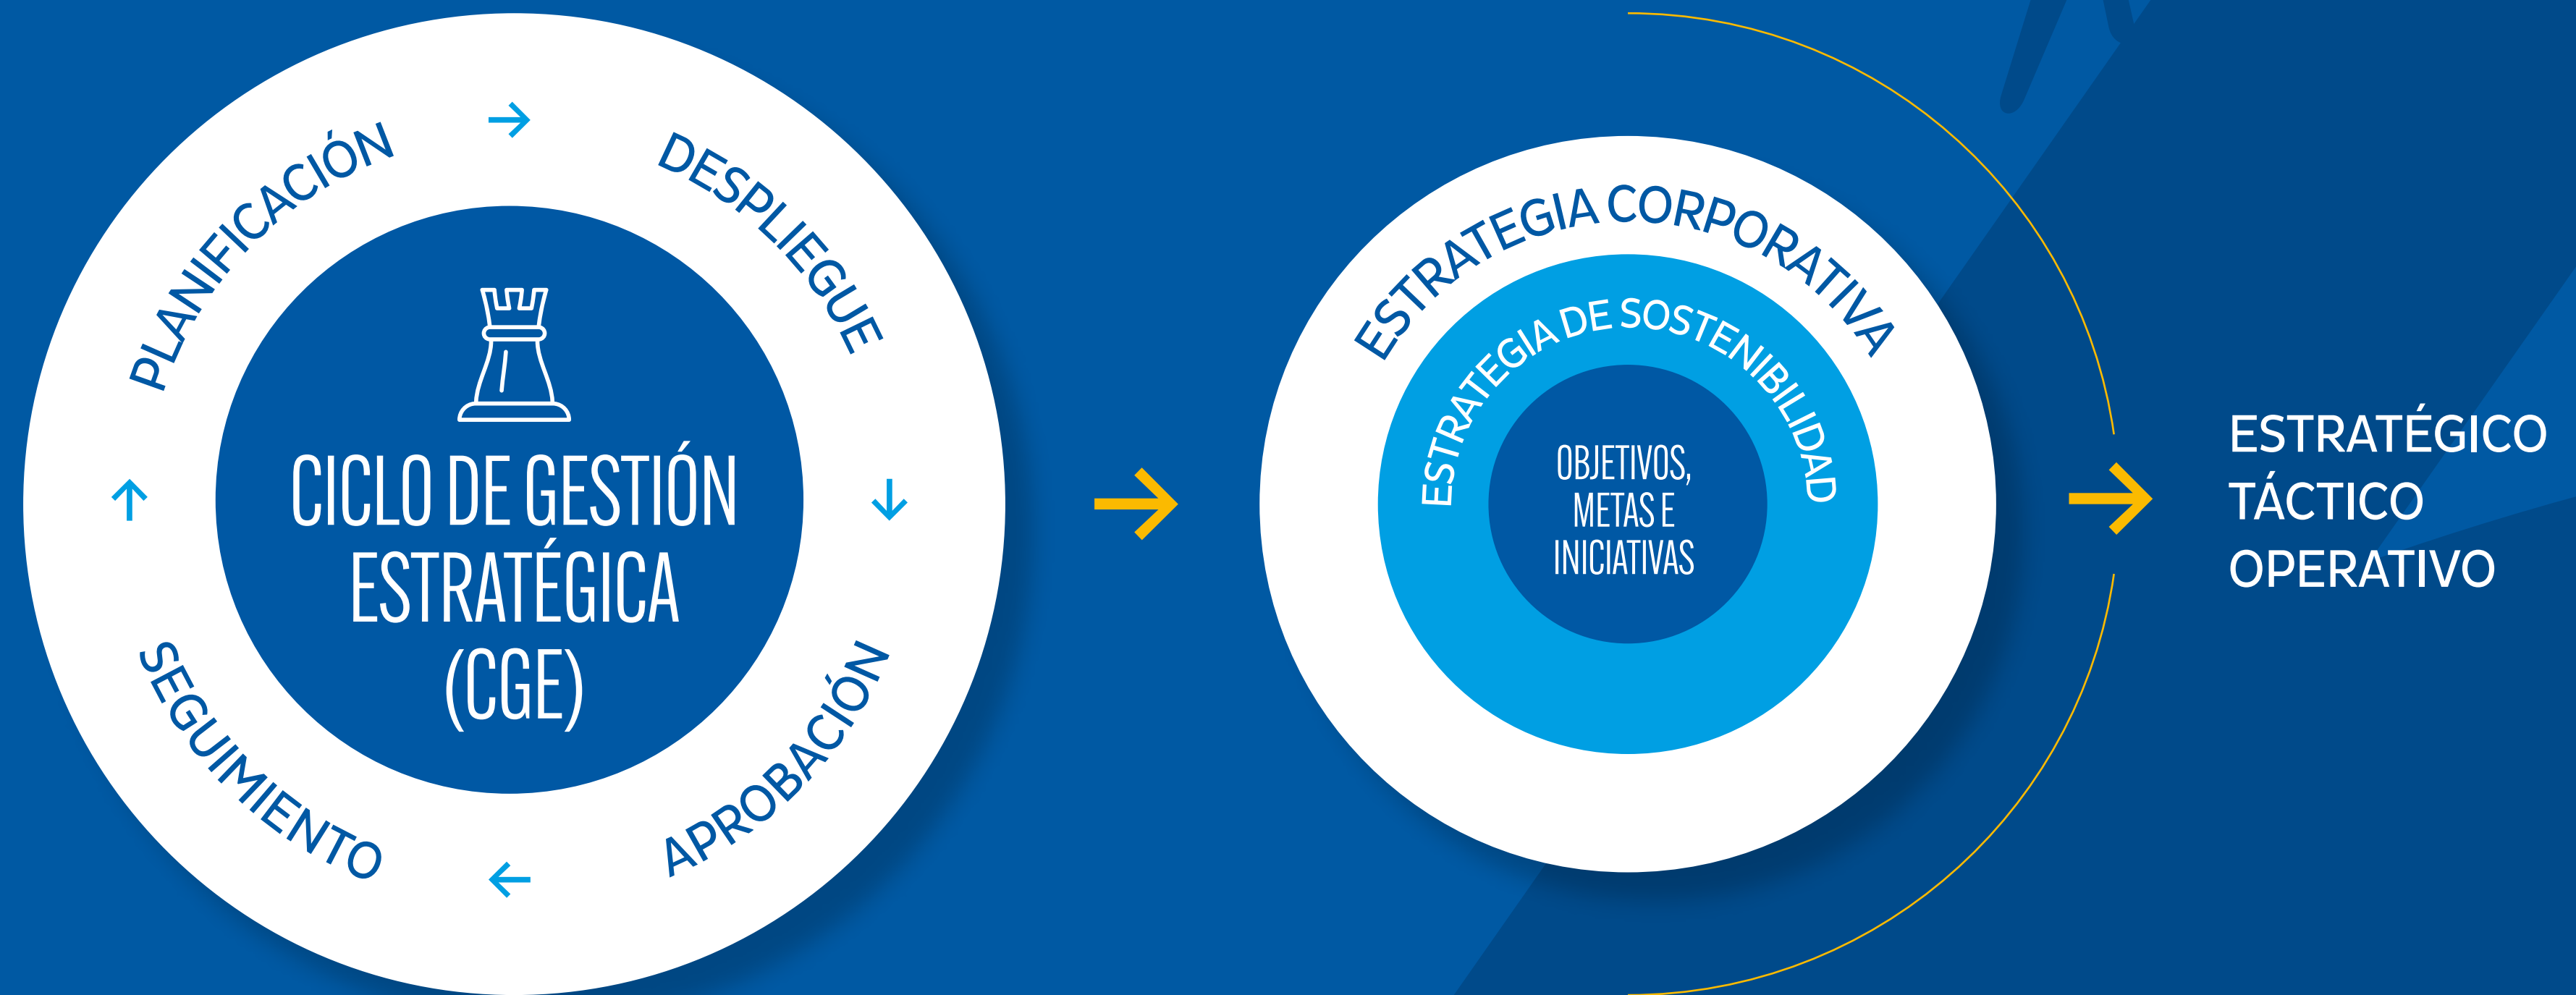 PLANIFICACIÓN
DESPLIEGUE
APROBACIÓN
SEGUIMIENTO
CICLO DE GESTIÓN
ESTRATÉGICA
(CGE)
ESTRATEGIA CORPORATIVA
ESTRATEGIA DE SOSTENIBILIDAD
OBJETIVOS,
METAS E
INICIATIVAS
ESTRATÉGICO
TÁCTICO
OPERATIVO